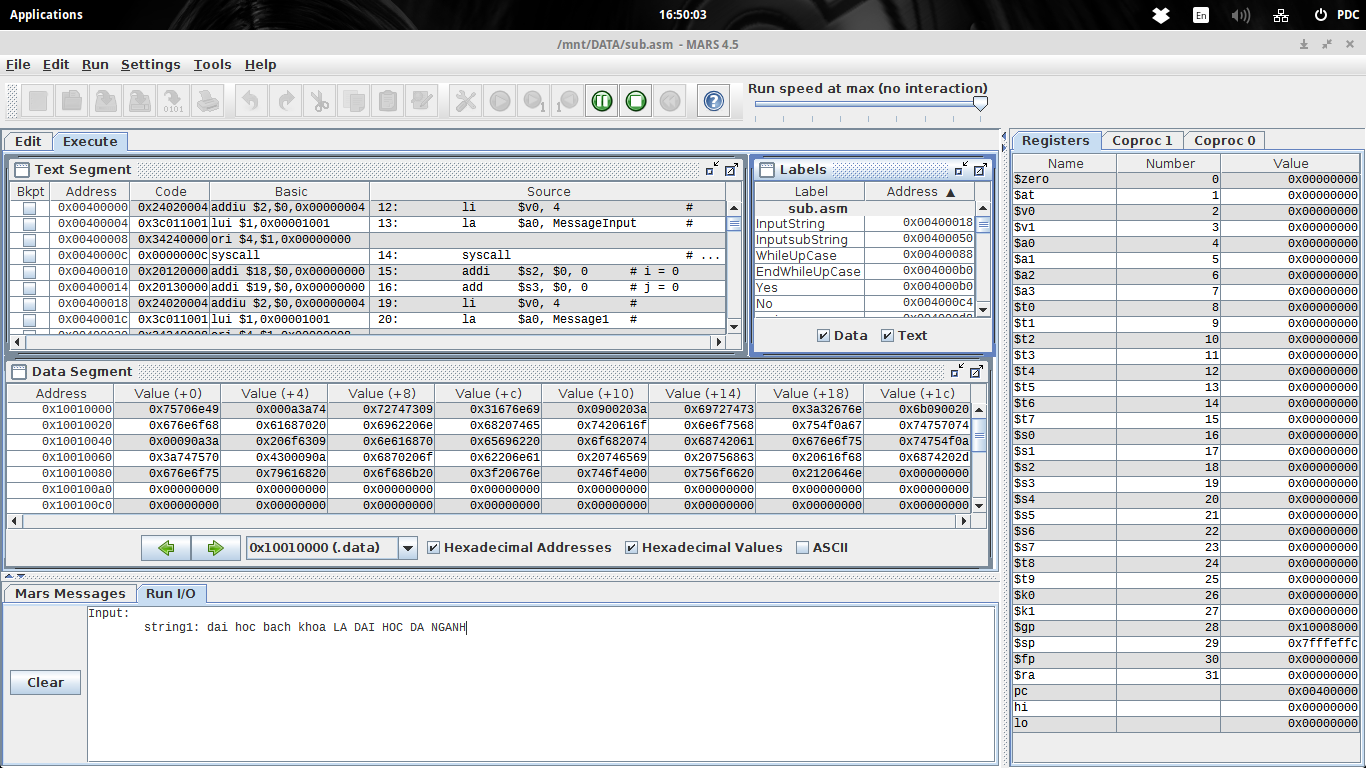 Applications
16:50:03
En
PDC
/mnt/DATA/sub.asm - MARS 4.5
File Edit Run Settings Tools Help
Run speed at max (no interaction)
Edit Execute
Text Segment
Bkpt Address Code Basic Source
0x00400000 0x24020004 addiu $2,$0,0x00000004 12: li $v0, 4 #
0x00400004 0x3c011001 lui $1,0x00001001 13: la $a0, MessageInput #
0x00400008 0x34240000 ori $4,$1,0x00000000
0x0040000c 0x0000000c syscall 14: syscall # ...
0x00400010 0x20120000 addi $18,$0,0x00000000 15: addi $s2, $0, 0 # i = 0
0x00400014 0x20130000 addi $19,$0,0x00000000 16: add $s3, $0, 0 # j = 0
0x00400018 0x24020004 addiu $2,$0,0x00000004 19: li $v0, 4 #
0x0040001c 0x3c011001 lui $1,0x00001001 20: la $a0, Message1 #
Labels
Label Address ▲
sub.asm
InputString 0x00400018
InputsubString 0x00400050
WhileUpCase 0x00400088
EndWhileUpCase 0x004000b0
Yes 0x004000b0
No 0x004000c4
Data Text
Data Segment
Address Value (+0) Value (+4) Value (+8) Value (+c) Value (+10) Value (+14) Value (+18) Value (+1c)
0x10010000 0x75706e49 0x000a3a74 0x72747309 0x31676e69 0x0900203a 0x69727473 0x3a32676e 0x6b090020
0x10010020 0x676e6f68 0x61687020 0x6962206e 0x68207465 0x7420616f 0x6e6f7568 0x754f0a67 0x74757074
0x10010040 0x00090a3a 0x206f6309 0x6e616870 0x65696220 0x6f682074 0x68742061 0x676e6f75 0x74754f0a
0x10010060 0x3a747570 0x4300090a 0x6870206f 0x62206e61 0x20746569 0x20756863 0x20616f68 0x6874202d
0x10010080 0x676e6f75 0x79616820 0x6f686b20 0x3f20676e 0x746f4e00 0x756f6620 0x2120646e 0x00000000
0x100100a0 0x00000000 0x00000000 0x00000000 0x00000000 0x00000000 0x00000000 0x00000000 0x00000000
0x100100c0 0x00000000 0x00000000 0x00000000 0x00000000 0x00000000 0x00000000 0x00000000 0x00000000
0x10010000 (.data) Hexadecimal Addresses Hexadecimal Values ASCII
Mars Messages Run I/O
Input:
string1: dai hoc bach khoa LA DAI HOC DA NGANH
Clear
Registers Coproc 1 Coproc 0
Name Number Value
$zero 0 0x00000000
$at 1 0x00000000
$v0 2 0x00000000
$v1 3 0x00000000
$a0 4 0x00000000
$a1 5 0x00000000
$a2 6 0x00000000
$a3 7 0x00000000
$t0 8 0x00000000
$t1 9 0x00000000
$t2 10 0x00000000
$t3 11 0x00000000
$t4 12 0x00000000
$t5 13 0x00000000
$t6 14 0x00000000
$t7 15 0x00000000
$s0 16 0x00000000
$s1 17 0x00000000
$s2 18 0x00000000
$s3 19 0x00000000
$s4 20 0x00000000
$s5 21 0x00000000
$s6 22 0x00000000
$s7 23 0x00000000
$t8 24 0x00000000
$t9 25 0x00000000
$k0 26 0x00000000
$k1 27 0x00000000
$gp 28 0x10008000
$sp 29 0x7fffeffc
$fp 30 0x00000000
$ra 31 0x00000000
pc 0x00400000
hi 0x00000000
lo 0x00000000